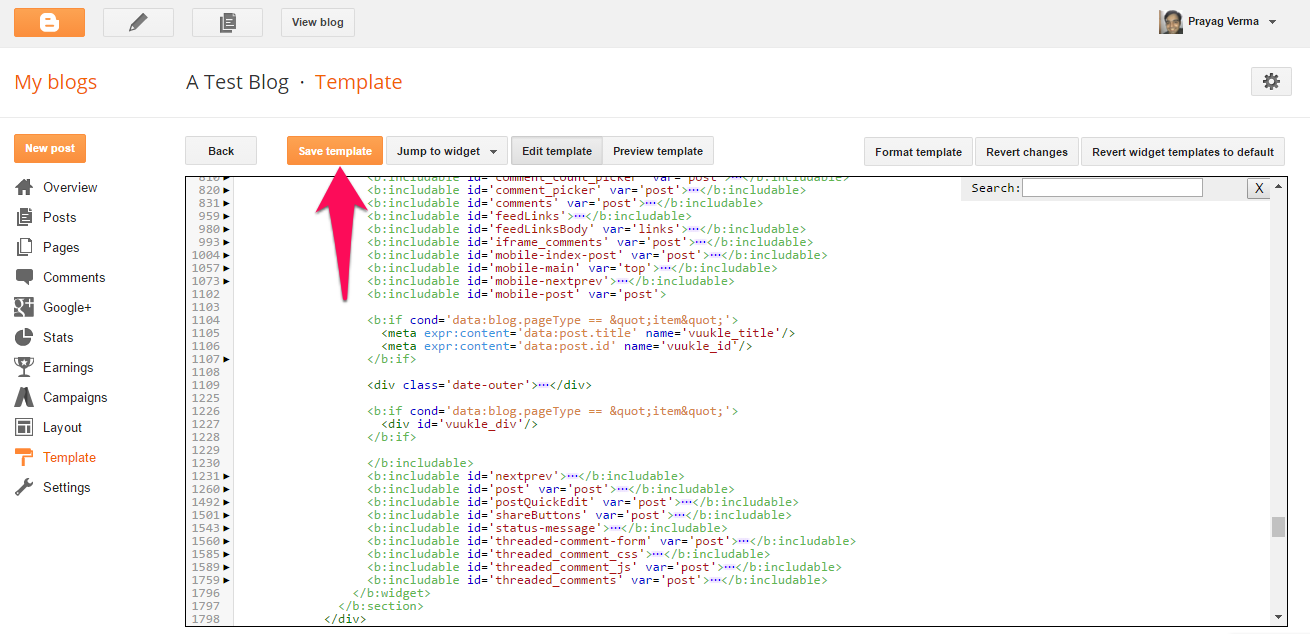 View blog
Prayag Verma
My blogs
A Test Blog · Template
New post
Back
Save template
Jump to widget
Edit template
Preview template
Format template
Revert changes
Revert widget templates to default
Overview
Posts
Pages
Comments
Google+
Stats
Earnings
Campaigns
Layout
Template
Settings
Search:
X
810 <b:includable id='comment_count_picker' var='post'>⋯</b:includable>
820 <b:includable id='comment_picker' var='post'>⋯</b:includable>
831 <b:includable id='comments' var='post'>⋯</b:includable>
959 <b:includable id='feedLinks'>⋯</b:includable>
980 <b:includable id='feedLinksBody' var='links'>⋯</b:includable>
993 <b:includable id='iframe_comments' var='post'>⋯</b:includable>
1004 <b:includable id='mobile-index-post' var='post'>⋯</b:includable>
1057 <b:includable id='mobile-main' var='top'>⋯</b:includable>
1073 <b:includable id='mobile-nextprev'>⋯</b:includable>
1102 <b:includable id='mobile-post' var='post'>
1103
1104 <b:if cond='data:blog.pageType == &quot;item&quot;'>
1105 <meta expr:content='data:post.title' name='vuukle_title'/>
1106 <meta expr:content='data:post.id' name='vuukle_id'/>
1107 </b:if>
1108
1109 <div class='date-outer'>⋯</div>
1225
1226 <b:if cond='data:blog.pageType == &quot;item&quot;'>
1227 <div id='vuukle_div'/>
1228 </b:if>
1229
1230 </b:includable>
1231 <b:includable id='nextprev'>⋯</b:includable>
1260 <b:includable id='post' var='post'>⋯</b:includable>
1492 <b:includable id='postQuickEdit' var='post'>⋯</b:includable>
1501 <b:includable id='shareButtons' var='post'>⋯</b:includable>
1543 <b:includable id='status-message'>⋯</b:includable>
1560 <b:includable id='threaded-comment-form' var='post'>⋯</b:includable>
1585 <b:includable id='threaded_comment_css'>⋯</b:includable>
1589 <b:includable id='threaded_comment_js' var='post'>⋯</b:includable>
1759 <b:includable id='threaded_comments' var='post'>⋯</b:includable>
1796 </b:widget>
1797 </b:section>
1798 </div>